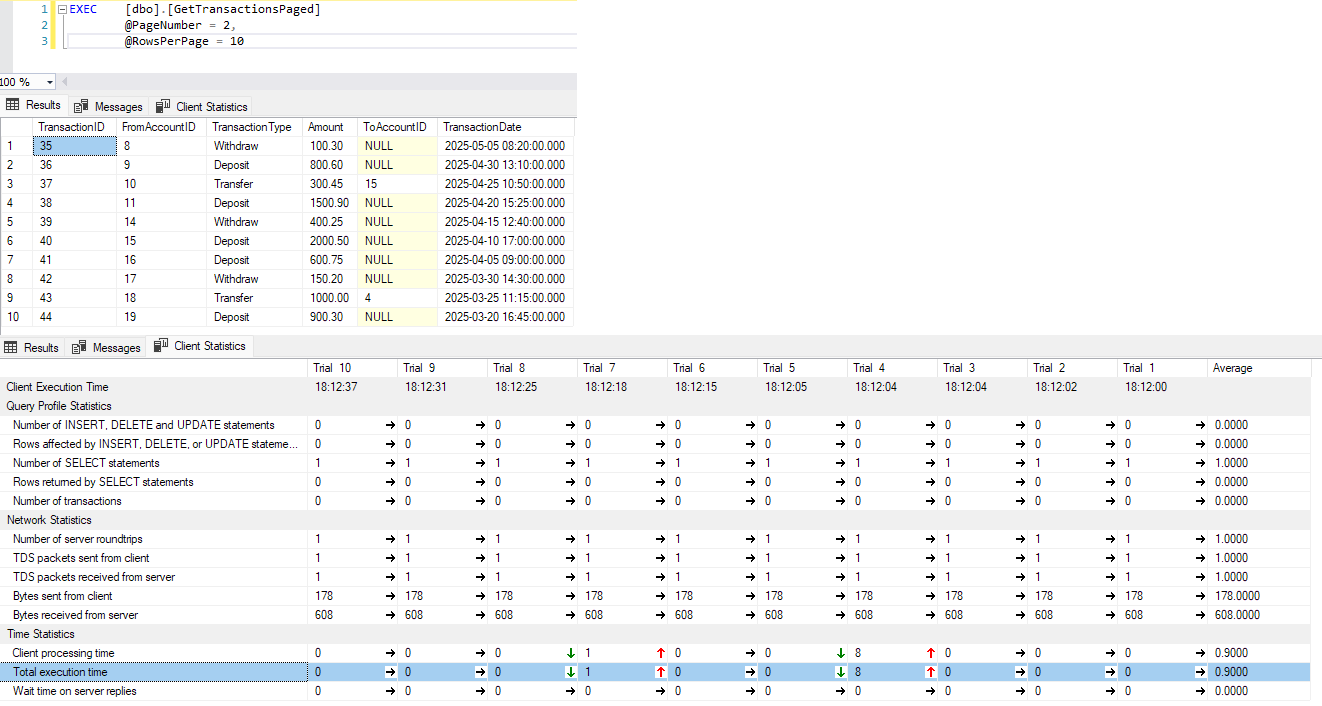 1 EXEC [dbo].[GetTransactionsPaged]
2 @PageNumber = 2,
3 @RowsPerPage = 10
100 %
Results Messages Client Statistics
TransactionID FromAccountID TransactionType Amount ToAccountID TransactionDate
1 35 8 Withdraw 100.30 NULL 2025-05-05 08:20:00.000
2 36 9 Deposit 800.60 NULL 2025-04-30 13:10:00.000
3 37 10 Transfer 300.45 15 2025-04-25 10:50:00.000
4 38 11 Deposit 1500.90 NULL 2025-04-20 15:25:00.000
5 39 14 Withdraw 400.25 NULL 2025-04-15 12:40:00.000
6 40 15 Deposit 2000.50 NULL 2025-04-10 17:00:00.000
7 41 16 Deposit 600.75 NULL 2025-04-05 09:00:00.000
8 42 17 Withdraw 150.20 NULL 2025-03-30 14:30:00.000
9 43 18 Transfer 1000.00 4 2025-03-25 11:15:00.000
10 44 19 Deposit 900.30 NULL 2025-03-20 16:45:00.000
Results Messages Client Statistics
Trial 10 Trial 9 Trial 8 Trial 7 Trial 6 Trial 5 Trial 4 Trial 3 Trial 2 Trial 1 Average
Client Execution Time 18:12:37 18:12:31 18:12:25 18:12:18 18:12:15 18:12:05 18:12:04 18:12:04 18:12:02 18:12:00
Query Profile Statistics
Number of INSERT, DELETE and UPDATE statements 0 → 0 → 0 → 0 → 0 → 0 → 0 → 0 → 0 → 0 → 0.0000
Rows affected by INSERT, DELETE, or UPDATE stateme... 0 → 0 → 0 → 0 → 0 → 0 → 0 → 0 → 0 → 0 → 0.0000
Number of SELECT statements 1 → 1 → 1 → 1 → 1 → 1 → 1 → 1 → 1 → 1 → 1.0000
Rows returned by SELECT statements 0 → 0 → 0 → 0 → 0 → 0 → 0 → 0 → 0 → 0 → 0.0000
Number of transactions 0 → 0 → 0 → 0 → 0 → 0 → 0 → 0 → 0 → 0 → 0.0000
Network Statistics
Number of server roundtrips 1 → 1 → 1 → 1 → 1 → 1 → 1 → 1 → 1 → 1 → 1.0000
TDS packets sent from client 1 → 1 → 1 → 1 → 1 → 1 → 1 → 1 → 1 → 1 → 1.0000
TDS packets received from server 1 → 1 → 1 → 1 → 1 → 1 → 1 → 1 → 1 → 1 → 1.0000
Bytes sent from client 178 → 178 → 178 → 178 → 178 → 178 → 178 → 178 → 178 → 178 → 178.0000
Bytes received from server 608 → 608 → 608 → 608 → 608 → 608 → 608 → 608 → 608 → 608 → 608.0000
Time Statistics
Client processing time 0 → 0 → 0 ↓ 1 ↑ 0 → 0 ↓ 8 ↑ 0 → 0 → 0 → 0.9000
Total execution time 0 → 0 → 0 ↓ 1 ↑ 0 → 0 ↓ 8 ↑ 0 → 0 → 0 → 0.9000
Wait time on server replies 0 → 0 → 0 → 0 → 0 → 0 → 0 → 0 → 0 → 0 → 0.0000